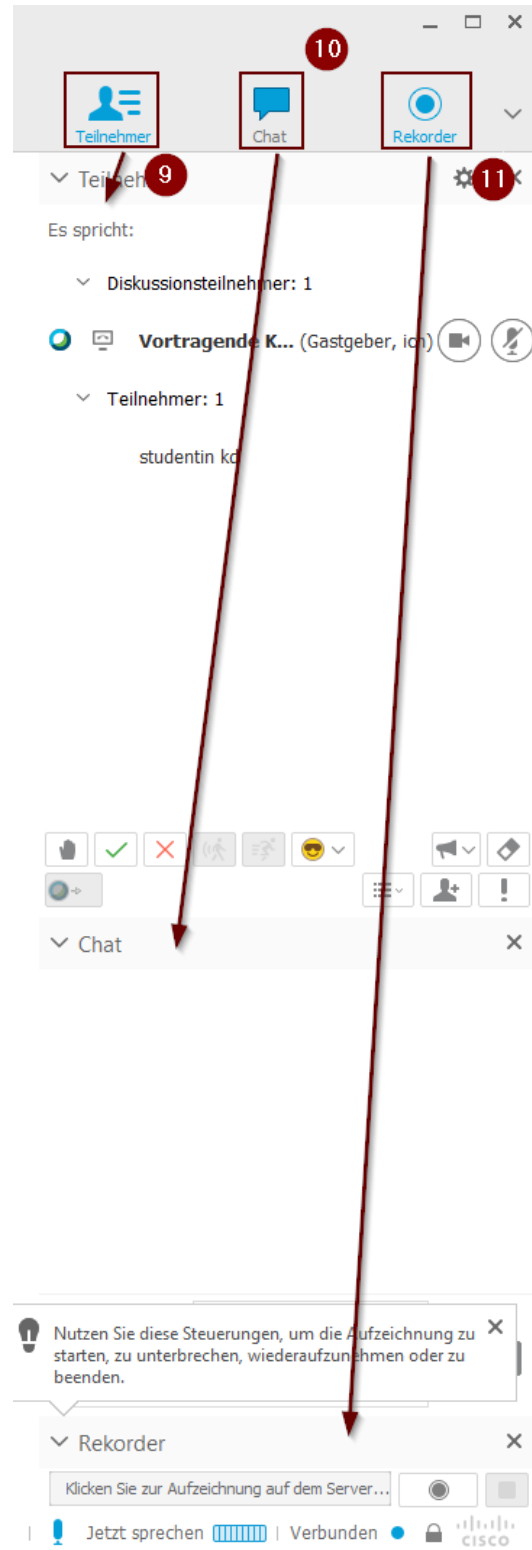 10
Teilnehmer
Chat
Rekorder
9
11
Es spricht:
Diskussionsteilnehmer: 1
Vortragende K... (Gastgeber, ich)
Teilnehmer: 1
studentin kd
Chat
Nutzen Sie diese Steuerungen, um die Aufzeichnung zu
starten, zu unterbrechen, wiederaufzunehmen oder zu
beenden.
Rekorder
Klicken Sie zur Aufzeichnung auf dem Server...
Jetzt sprechen | Verbunden
CISCO